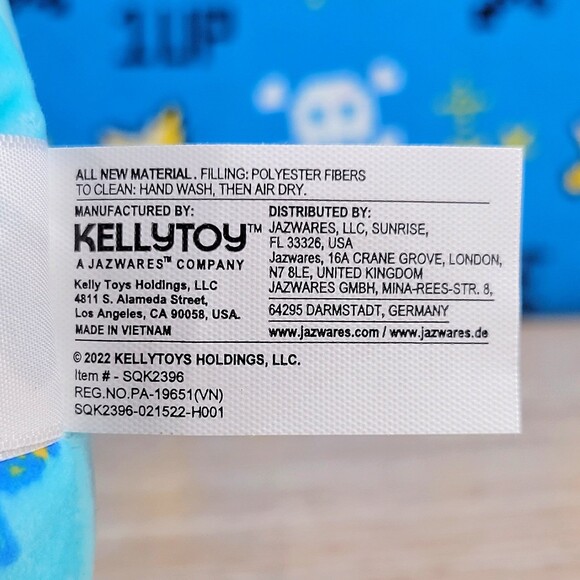 1UP
ALL NEW MATERIAL. FILLING: POLYESTER FIBERS
TO CLEAN: HAND WASH, THEN AIR DRY.
MANUFACTURED BY:
KELLYTOY™
A JAZWARES™ COMPANY
Kelly Toys Holdings, LLC
4811 S. Alameda Street,
Los Angeles, CA 90058, USA.
MADE IN VIETNAM
DISTRIBUTED BY:
JAZWARES, LLC, SUNRISE,
FL 33326, USA
Jazwares, 16A CRANE GROVE, LONDON,
N7 8LE, UNITED KINGDOM
JAZWARES GMBH, MINA-REES-STR. 8,
64295 DARMSTADT, GERMANY
www.jazwares.com / www.jazwares.de
© 2022 KELLYTOYS HOLDINGS, LLC.
Item # - SQK2396
REG.NO.PA-19651(VN)
SQK2396-021522-H001